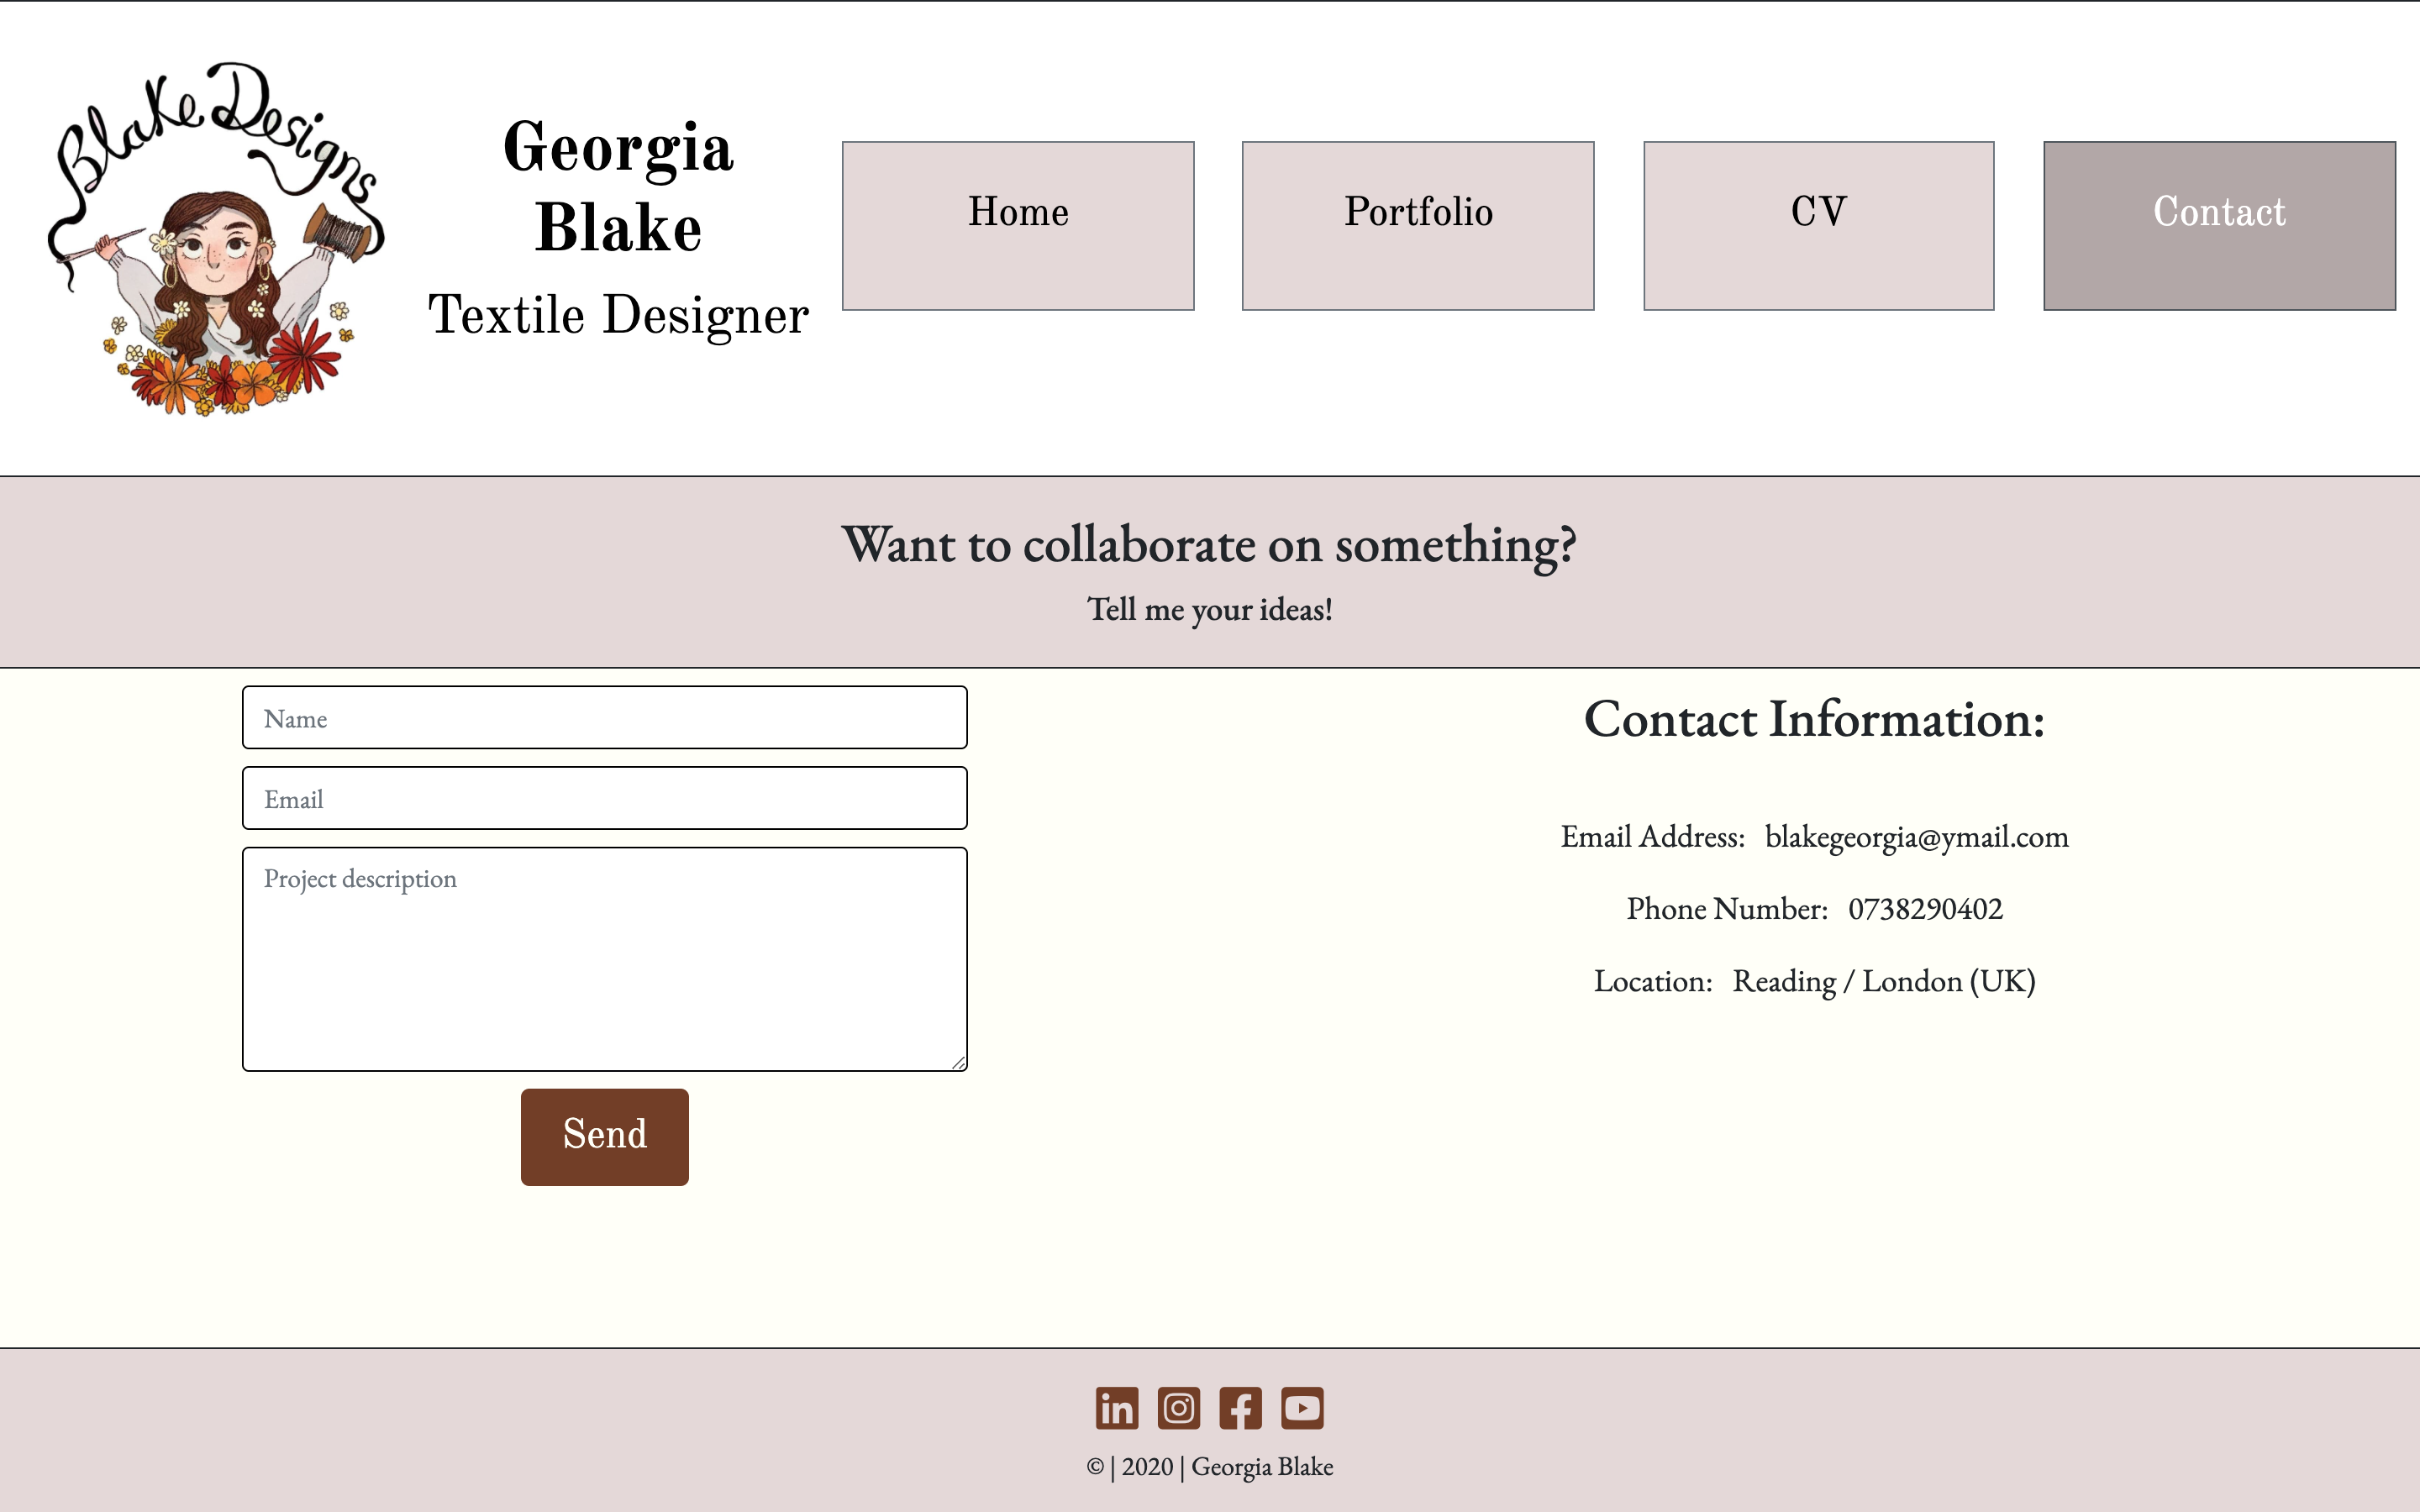 Blake Designs
Georgia
Blake
Textile Designer
Home
Portfolio
CV
Contact
Want to collaborate on something?
Tell me your ideas!
Name
Email
Project description
Send
Contact Information:
Email Address: blakegeorgia@ymail.com
Phone Number: 0738290402
Location: Reading / London (UK)
in
© | 2020 | Georgia Blake